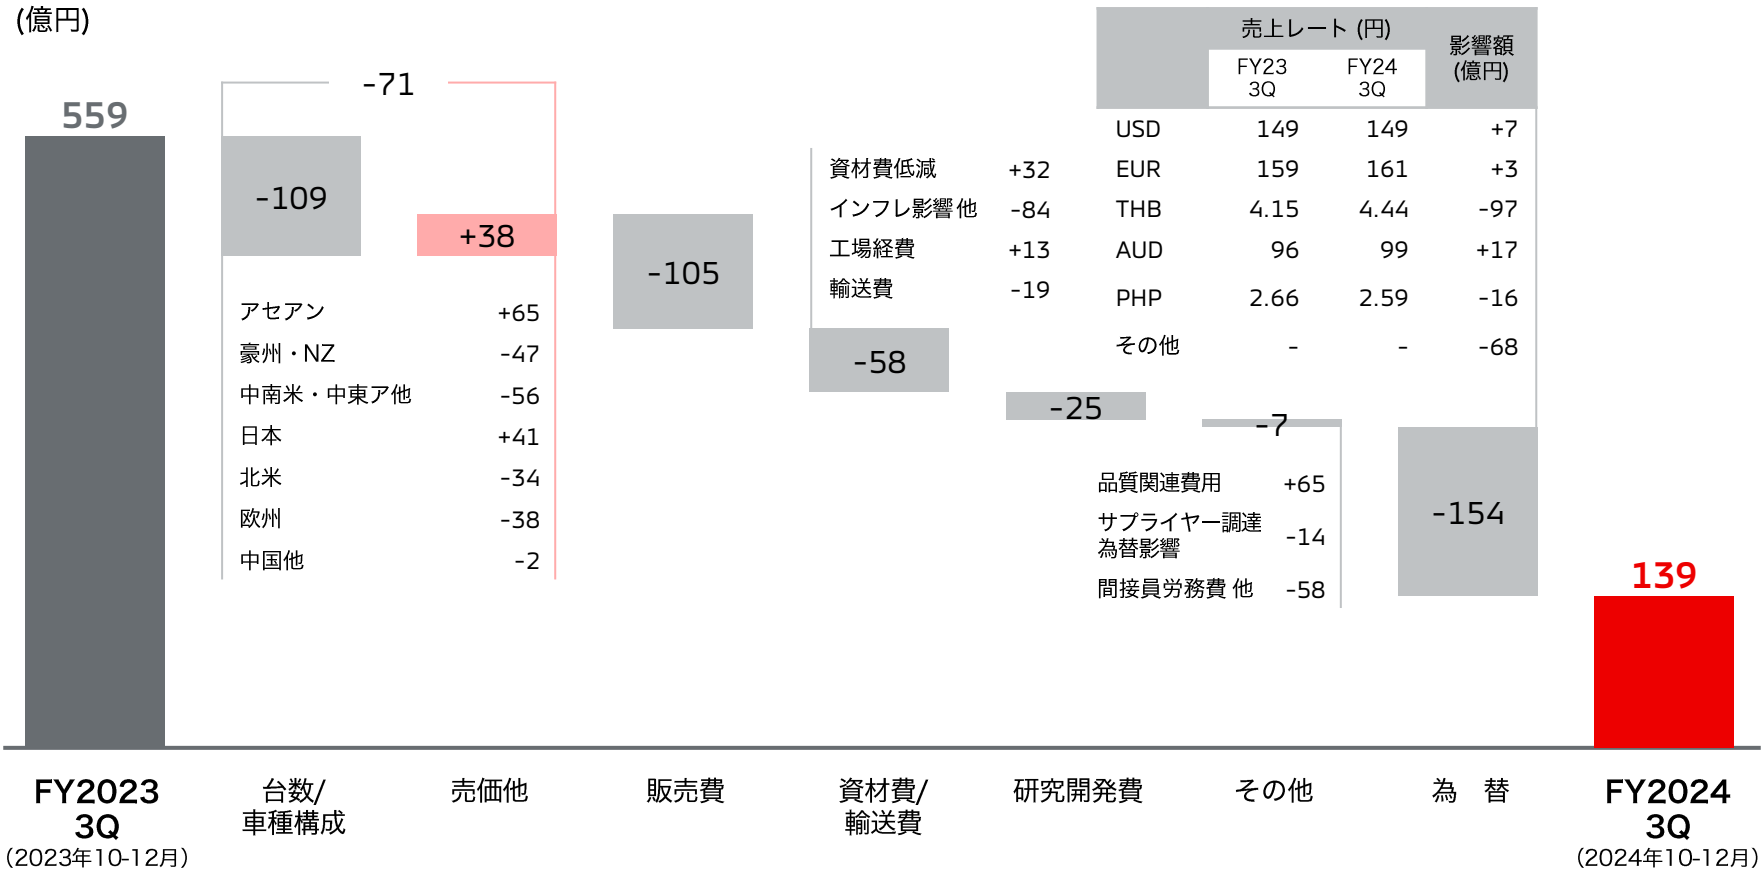 (億円)
559
-71
-109
+38
アセアン +65
豪州・NZ -47
中南米・中東ア他 -56
日本 +41
北米 -34
欧州 -38
中国他 -2
-105
資材費低減 +32
インフレ影響 他 -84
工場経費 +13
輸送費 -19
-58
-25
-7
品質関連費用 +65
サプライヤー調達
為替影響 -14
間接員労務費 他 -58
売上レート (円)
影響額
(億円)
FY23
3Q
FY24
3Q
USD 149 149 +7
EUR 159 161 +3
THB 4.15 4.44 -97
AUD 96 99 +17
PHP 2.66 2.59 -16
その他 - - -68
-154
139
FY2023
3Q
(2023年10-12月)
台数/
車種構成
売価他
販売費
資材費/
輸送費
研究開発費
その他
為 替
FY2024
3Q
(2024年10-12月)